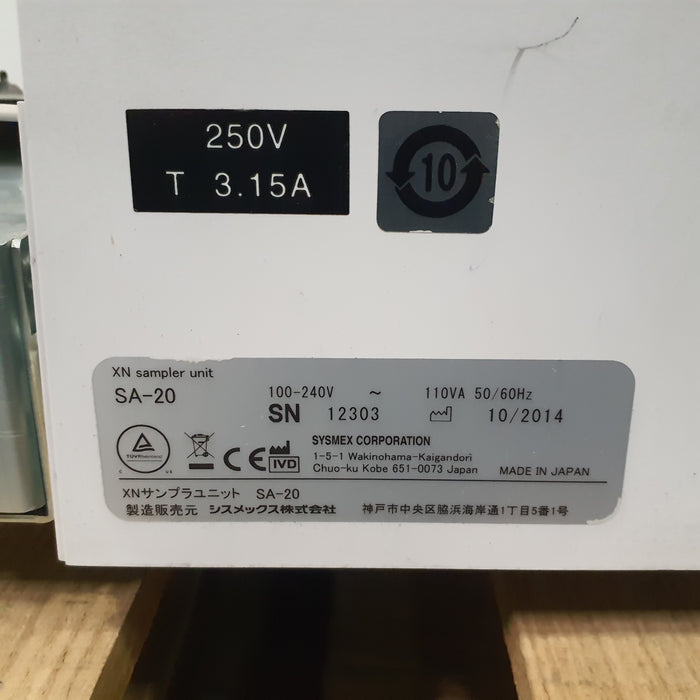 250V
T 3.15A
10
XN sampler unit
SA-20 100-240V ~ 110VA 50/60Hz
SN 12303 10/2014
TÜVRheinland
C US
CE IVD
SYSMEX CORPORATION
1-5-1 Wakinohama-Kaigandori
Chuo-ku Kobe 651-0073 Japan MADE IN JAPAN
XNサンプラユニット SA-20
製造販売元 シスメックス株式会社 神戸市中央区脇浜海岸通1丁目5番1号